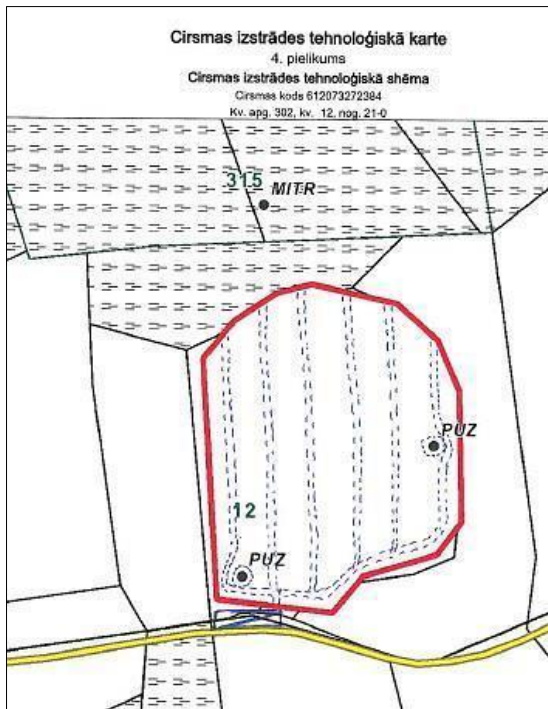 Cirsmas izstrādes tehnoloģiskā karte
4. pielikums
Cirsmas izstrādes tehnoloģiskā shēma
Cirsmas kods 612073272384
Kv. apg. 302, kv. 12, nog. 21-0
315
MITR
PUZ
12
PUZ